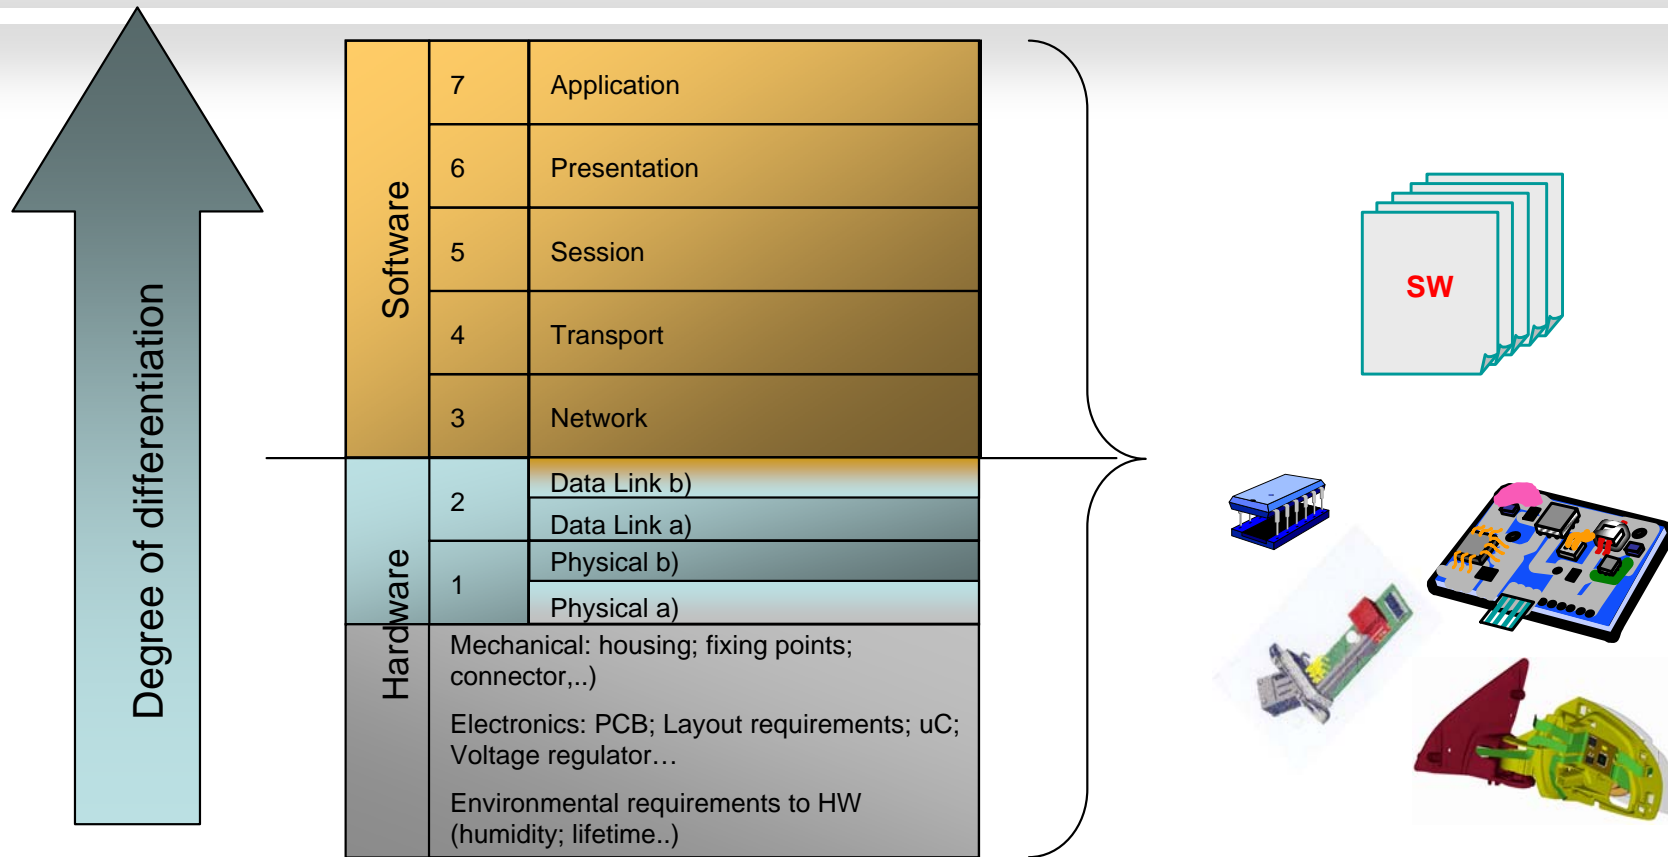 Degree of differentiation
Software
7 Application
6 Presentation
5 Session
4 Transport
3 Network
Hardware
2
Data Link b)
Data Link a)
1
Physical b)
Physical a)
Mechanical: housing; fixing points;
connector,..)
Electronics: PCB; Layout requirements; uC;
Voltage regulator…
Environmental requirements to HW
(humidity; lifetime..)
SW